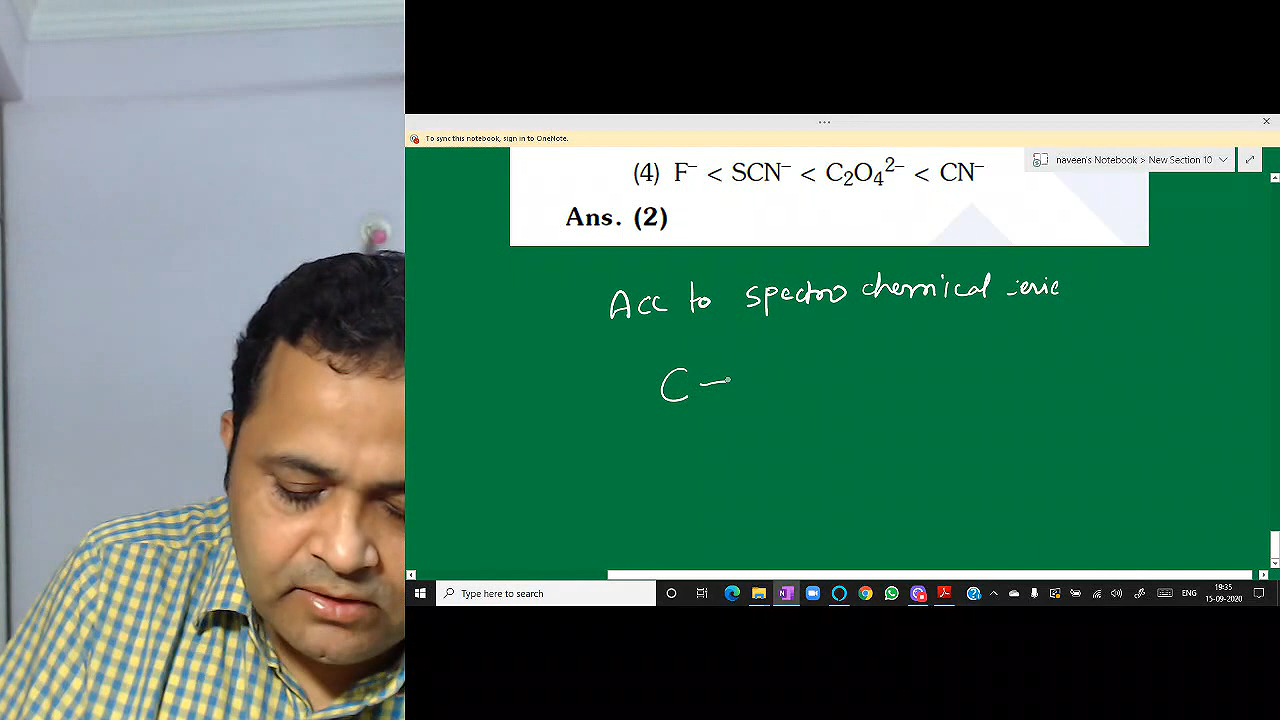 To sync this notebook, sign in to OneNote.
naveen's Notebook > New Section 10
(4) F⁻ < SCN⁻ < C₂O₄²⁻ < CN⁻
Ans. (2)
Acc to spectro chemical serie
C –
Type here to search
ENG
19:35
15-09-2020